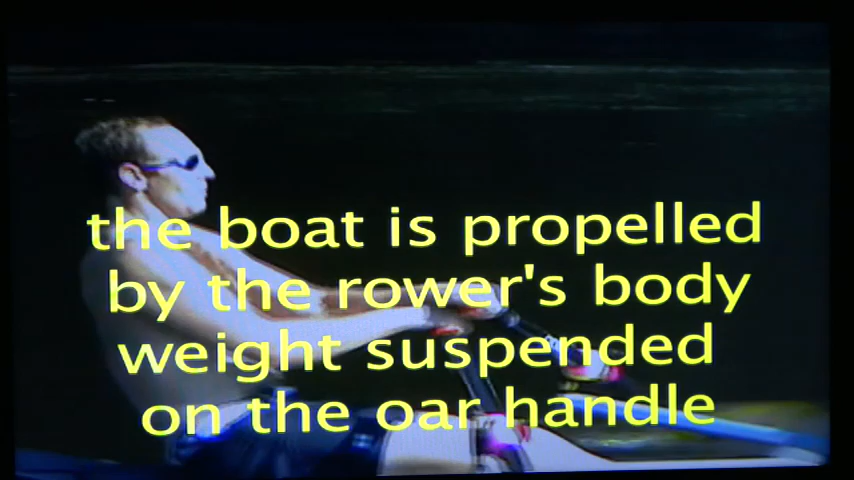 the boat is propelled
by the rower's body
weight suspended
on the oar handle